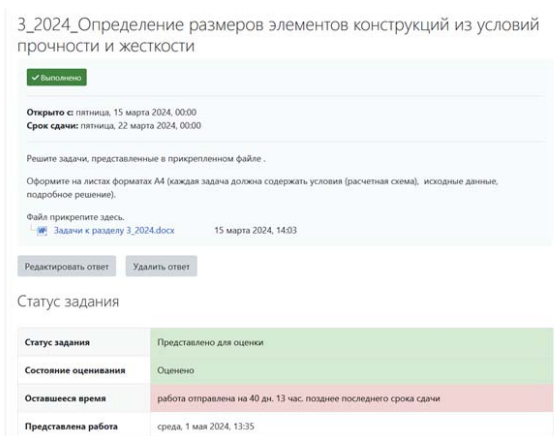 3_2024_Определение размеров элементов конструкций из условий
прочности и жесткости
Выполнено
Открыто с: пятница, 15 марта 2024, 00:00
Срок сдачи: пятница, 22 марта 2024, 00:00
Решите задачи, представленные в прикрепленном файле .
Оформите на листах форматах А4 (каждая задача должна содержать условия (расчетная схема), исходные данные,
подробное решение).
Файл прикрепите здесь.
Задачи к разделу 3_2024.docx 15 марта 2024, 14:03
Редактировать ответ Удалить ответ
Статус задания
Статус задания Представлено для оценки
Состояние оценивания Оценено
Оставшееся время работа отправлена на 40 дн. 13 час. позднее последнего срока сдачи
Представлена работа среда, 1 мая 2024, 13:35